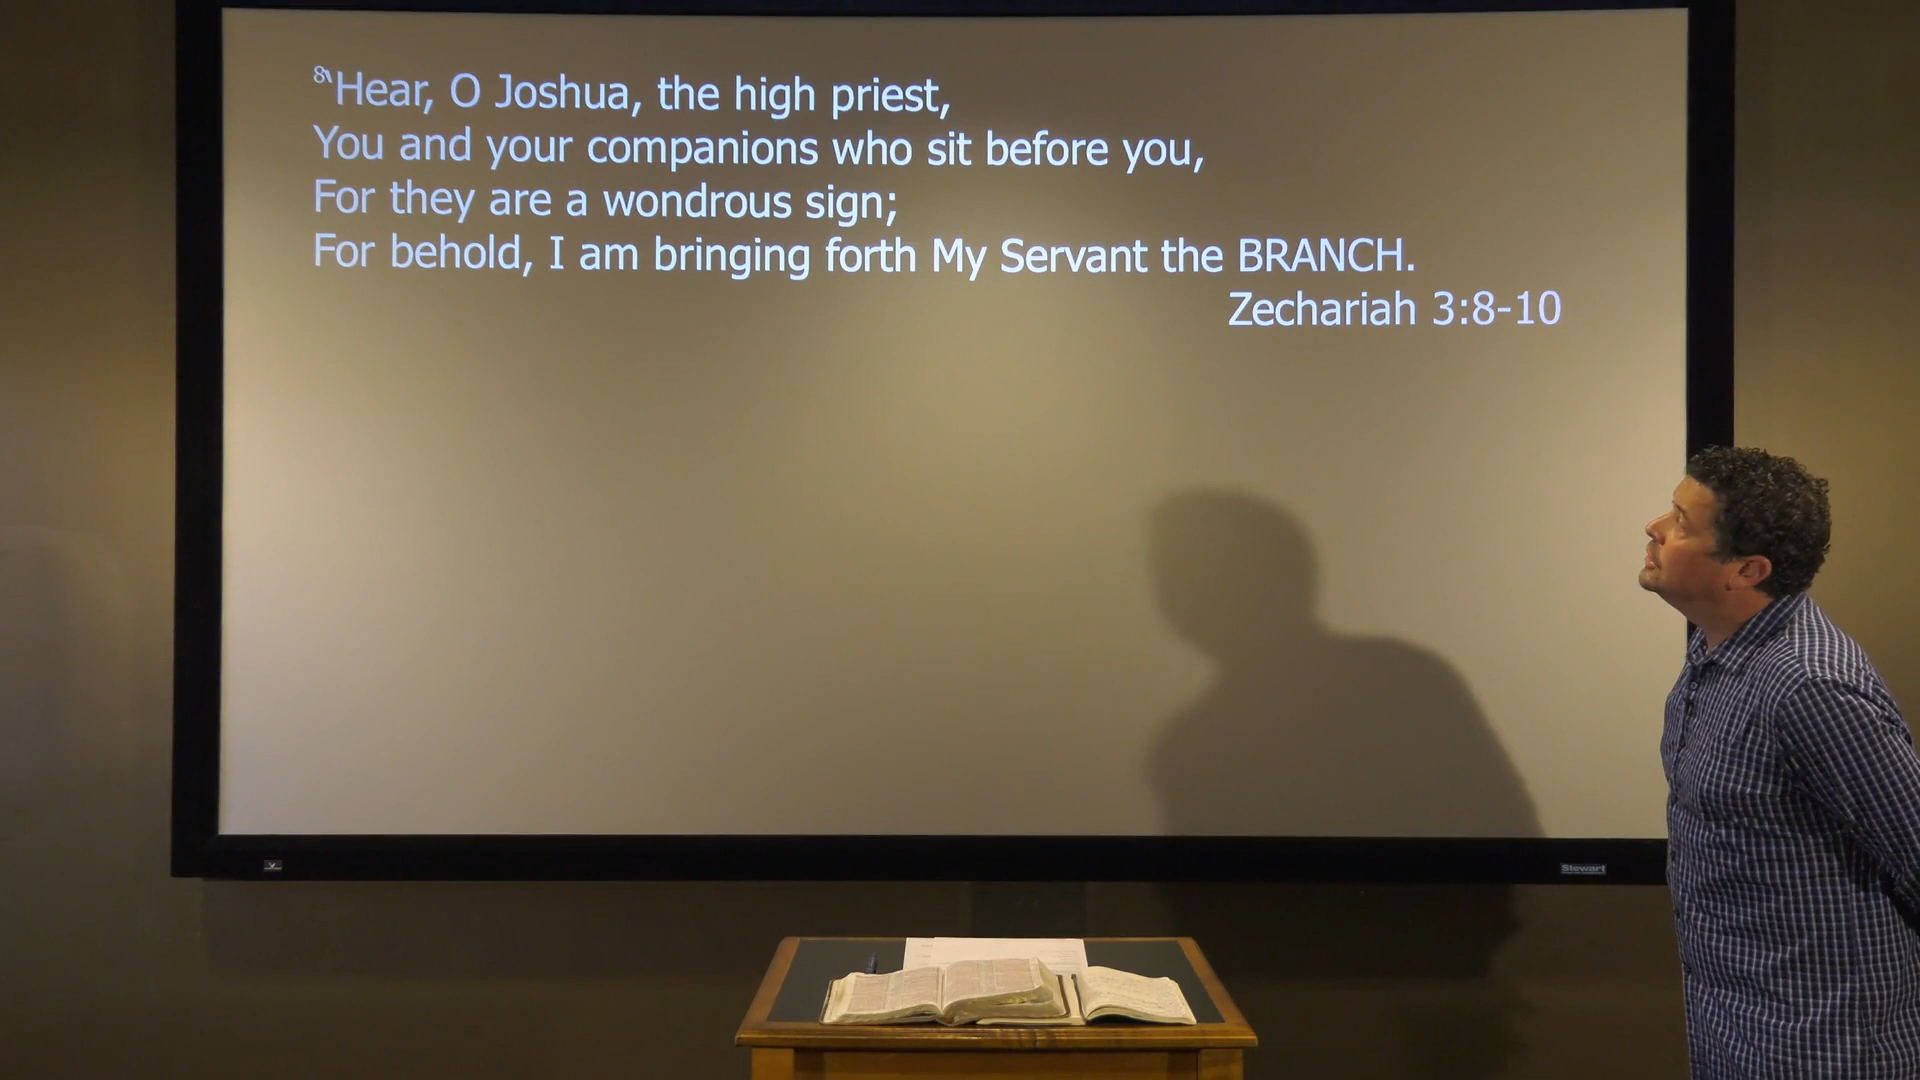 8 "Hear, O Joshua, the high priest,
You and your companions who sit before you,
For they are a wondrous sign;
For behold, I am bringing forth My Servant the BRANCH.
Zechariah 3:8-10
Stewart